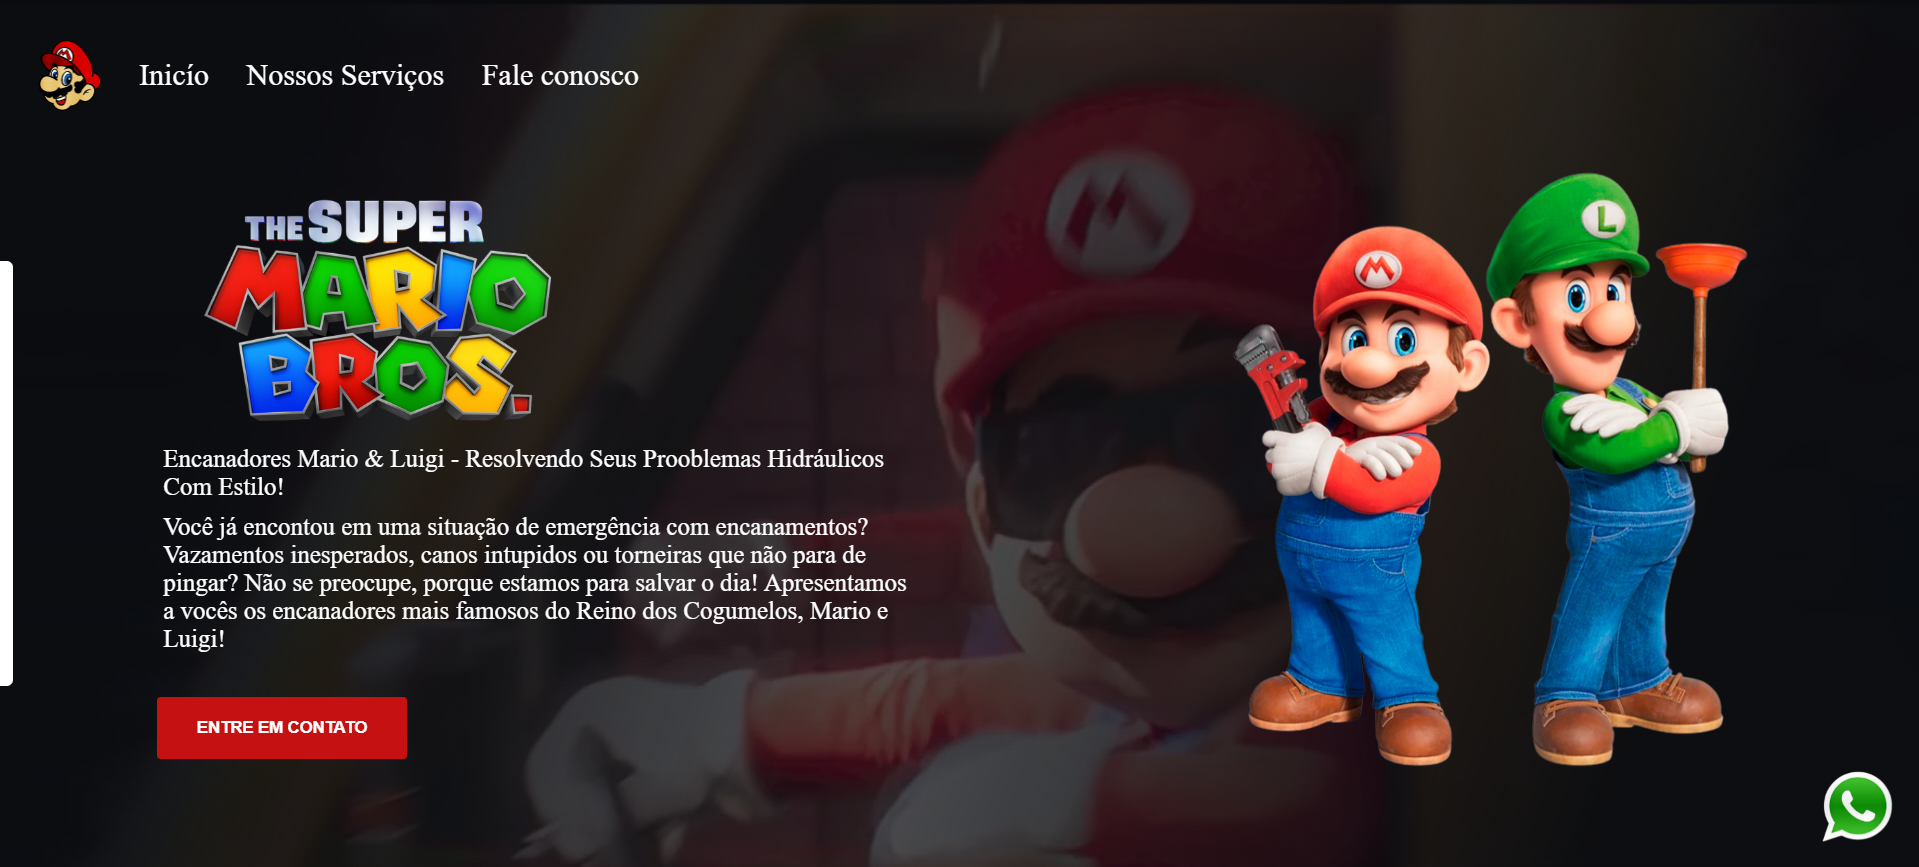 Inicío
Nossos Serviços
Fale conosco
THE SUPER
MARIO
BROS.
Encanadores Mario & Luigi - Resolvendo Seus Prooblemas Hidráulicos
Com Estilo!
Você já encontou em uma situação de emergência com encanamentos?
Vazamentos inesperados, canos intupidos ou torneiras que não para de
pingar? Não se preocupe, porque estamos para salvar o dia! Apresentamos
a vocês os encanadores mais famosos do Reino dos Cogumelos, Mario e
Luigi!
ENTRE EM CONTATO
M
M
M
L